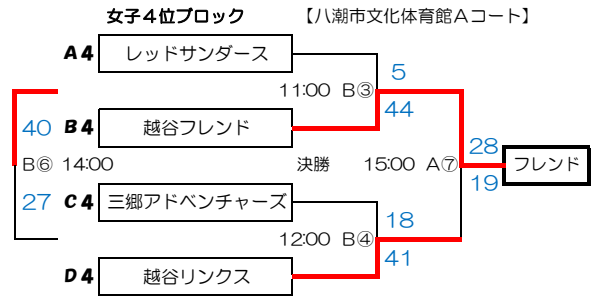 女子４位ブロック 【八潮市文化体育館Ａコート】
A4 レッドサンダース
5
11:00 B③
44
40 B4 越谷フレンド
28
B⑥ 14:00 決勝 15:00 A⑦ フレンド
19
27 C4 三郷アドベンチャーズ
18
12:00 B④
41
D4 越谷リンクス